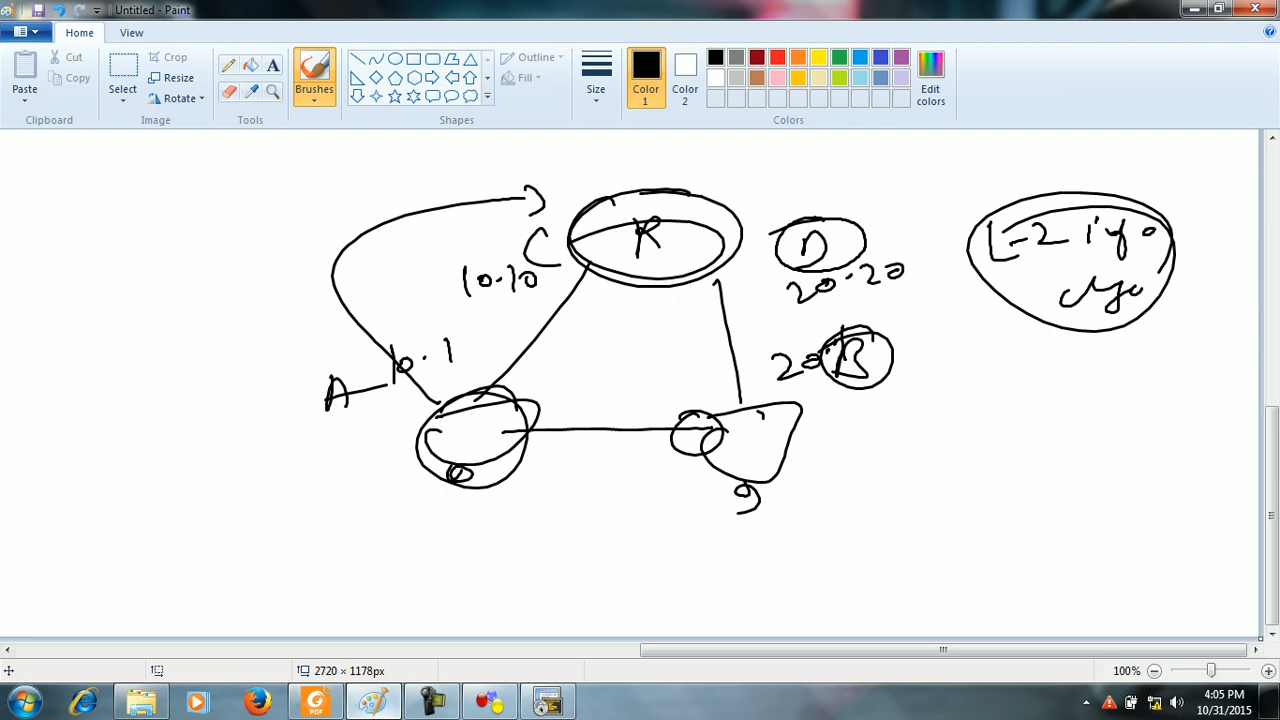 Untitled - Paint
Home
View
Paste
Cut
Copy
Clipboard
Select
Crop
Resize
Rotate
Image
A
Tools
Brushes
Shapes
Outline
Fill
Size
Color
1
Color
2
Edit
colors
Colors
R
C
10.10
D
20.20
L-2
10.1
A
20.
B
9
2720 × 1178px
100%
PDF
4:05 PM
10/31/2015